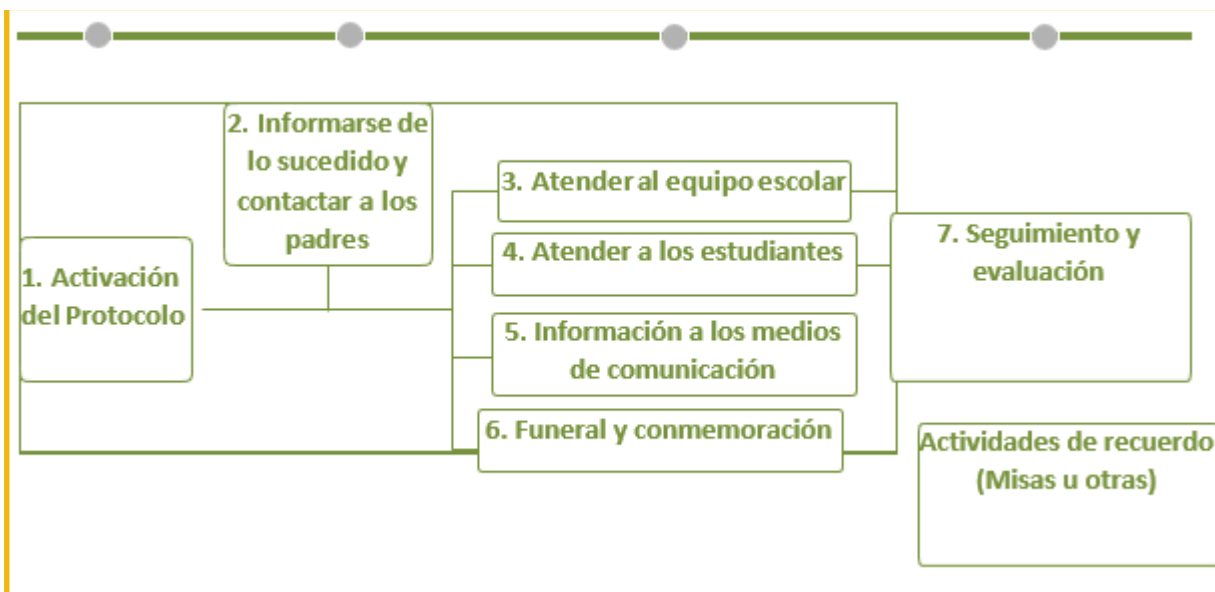 1. Activación
del Protocolo
2. Informarse de
lo sucedido y
contactar a los
padres
3. Atender al equipo escolar
4. Atender a los estudiantes
5. Información a los medios
de comunicación
6. Funeral y conmemoración
7. Seguimiento y
evaluación
Actividades de recuerdo
(Misas u otras)